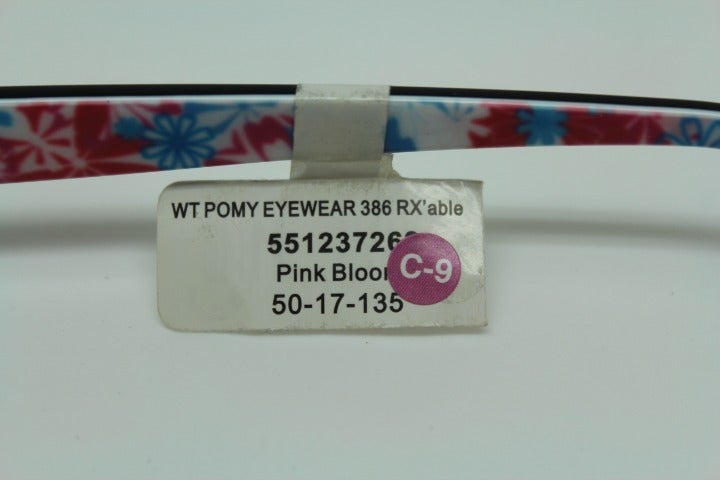 WT POMY EYEWEAR 386 RX'able
Pink
C-9
50-17-135